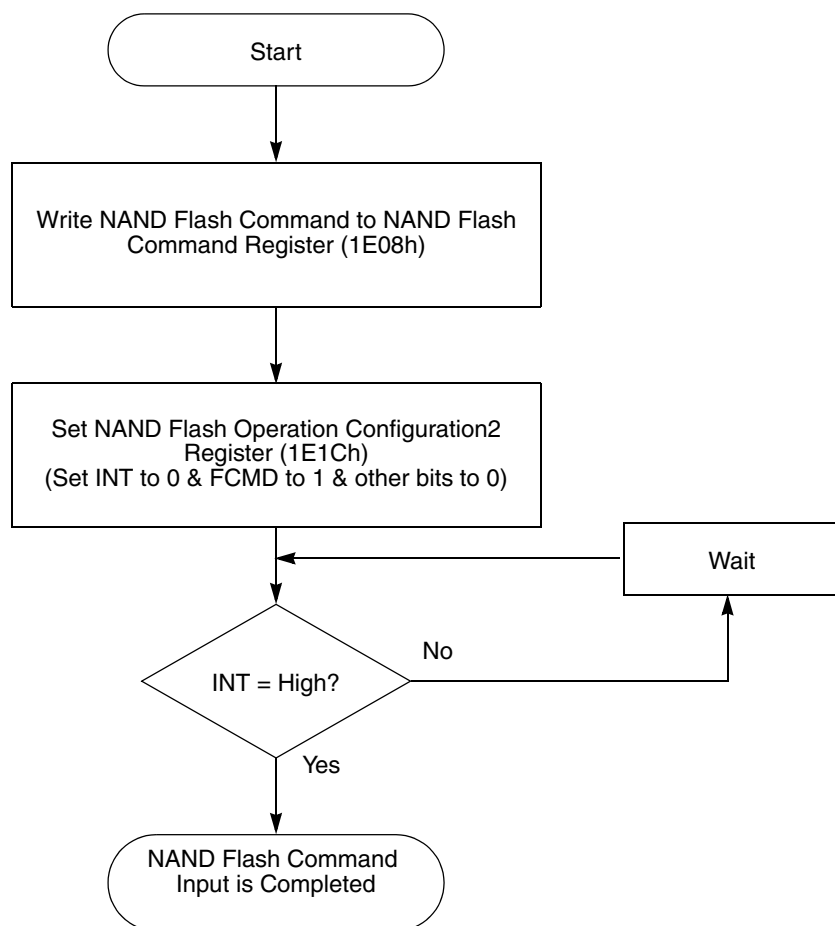 Start
Write NAND Flash Command to NAND Flash
Command Register (1E08h)
Set NAND Flash Operation Configuration2
Register (1E1Ch)
(Set INT to 0 & FCMD to 1 & other bits to 0)
Wait
No
INT = High?
Yes
NAND Flash Command
Input is Completed